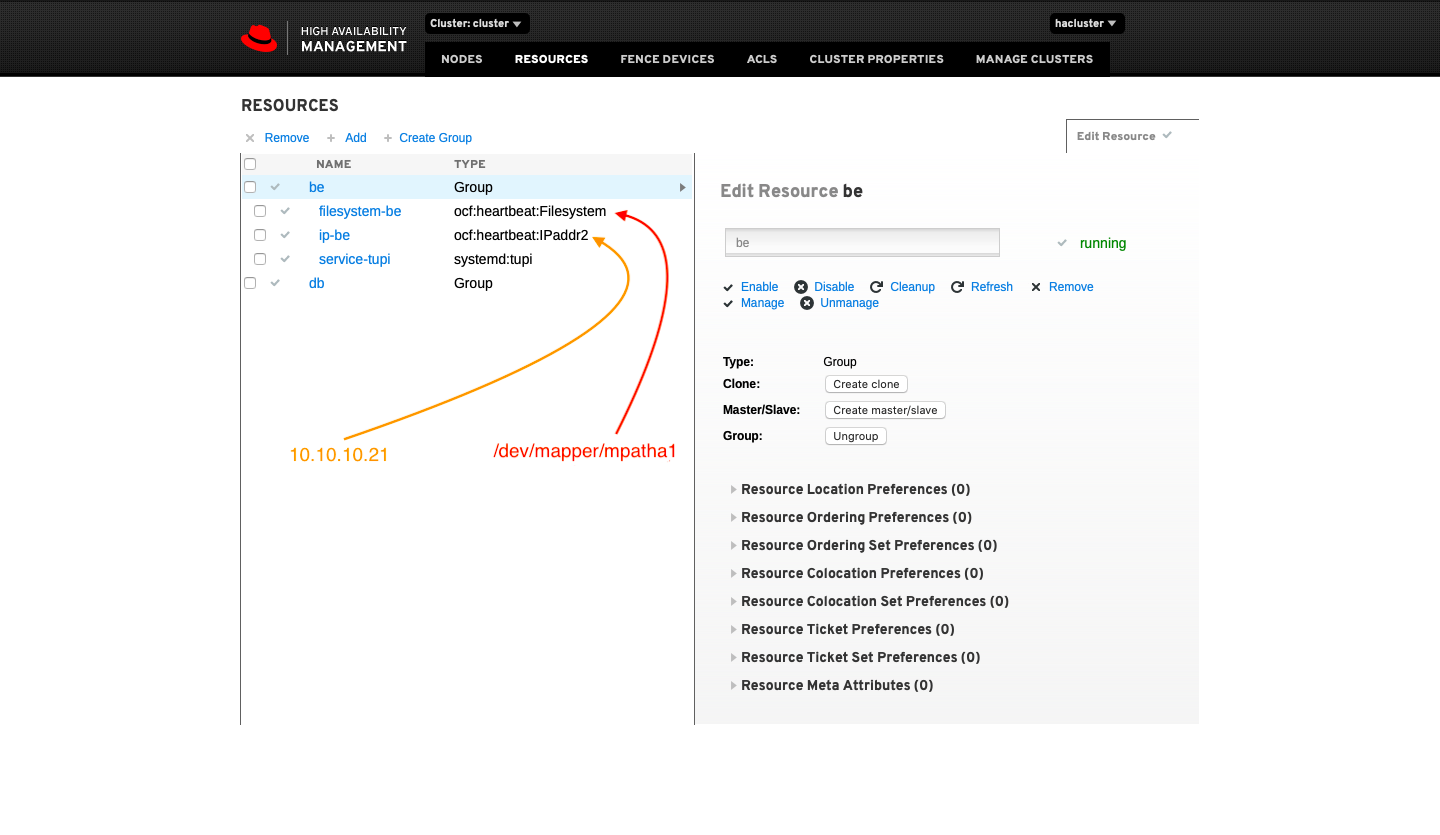 HIGH AVAILABILITY
MANAGEMENT
Cluster: cluster
hacluster
NODES RESOURCES FENCE DEVICES ACLS CLUSTER PROPERTIES MANAGE CLUSTERS
RESOURCES
Remove Add Create Group
Edit Resource
NAME TYPE
be Group
filesystem-be ocf:heartbeat:Filesystem
ip-be ocf:heartbeat:IPaddr2
service-tupi systemd:tupi
db Group
10.10.10.21
/dev/mapper/mpatha1
Edit Resource be
be
running
Enable Disable Cleanup Refresh Remove
Manage Unmanage
Type: Group
Clone: Create clone
Master/Slave: Create master/slave
Group: Ungroup
Resource Location Preferences (0)
Resource Ordering Preferences (0)
Resource Ordering Set Preferences (0)
Resource Colocation Preferences (0)
Resource Colocation Set Preferences (0)
Resource Ticket Preferences (0)
Resource Ticket Set Preferences (0)
Resource Meta Attributes (0)